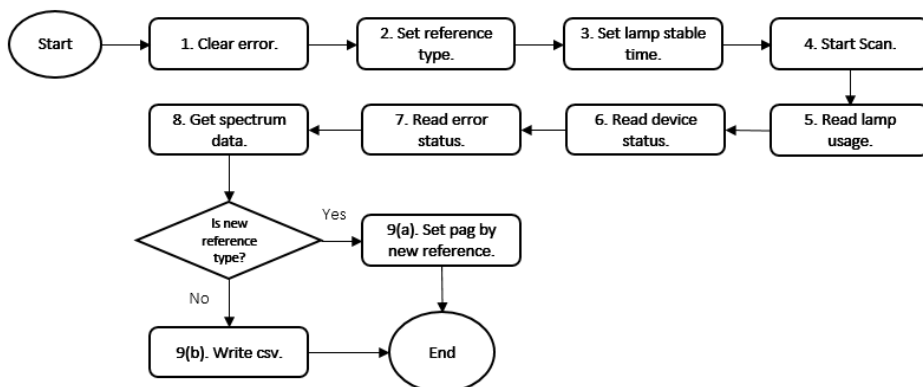 Start
1. Clear error.
2. Set reference
type.
3. Set lamp stable
time.
4. Start Scan.
5. Read lamp
usage.
6. Read device
status.
7. Read error
status.
8. Get spectrum
data.
Is new
reference
type?
Yes
9(a). Set pag by
new reference.
No
9(b). Write csv.
End